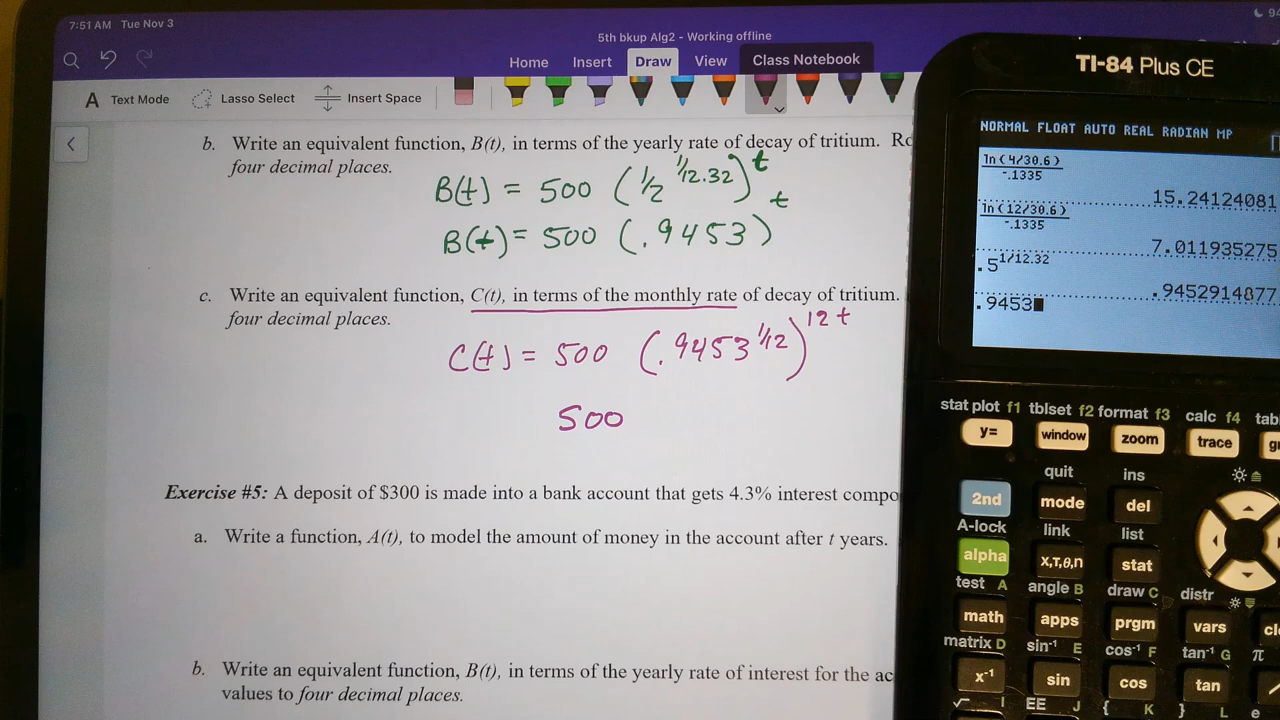 7:51 AM Tue Nov 3
5th bkup Alg2 - Working offline
Home Insert Draw View Class Notebook
A Text Mode Lasso Select Insert Space
b. Write an equivalent function, B(t), in terms of the yearly rate of decay of tritium.
four decimal places.
B(t) = 500 (1/2 ^1/12.32)^t
B(t) = 500 (.9453)^t
c. Write an equivalent function, C(t), in terms of the monthly rate of decay of tritium.
four decimal places.
C(t) = 500 (.9453^1/12)^12t
500
Exercise #5: A deposit of $300 is made into a bank account that gets 4.3% interest compo
a. Write a function, A(t), to model the amount of money in the account after t years.
b. Write an equivalent function, B(t), in terms of the yearly rate of interest for the ac
values to four decimal places.
TI-84 Plus CE
NORMAL FLOAT AUTO REAL RADIAN MP
ln(4/30.6)
-.1335
15.24124081
ln(12/30.6)
-.1335
7.011935275
.5^1/12.32
.9452914877
.9453
stat plot f1 tblset f2 format f3 calc f4 tab
y= window zoom trace g
quit ins
2nd mode del
A-lock link list
alpha x,T,θ,n stat
test A angle B draw C distr
math apps prgm vars cl
matrix D sin⁻¹ E cos⁻¹ F tan⁻¹ G π
x⁻¹ sin cos tan
√ I EE J { K } L e